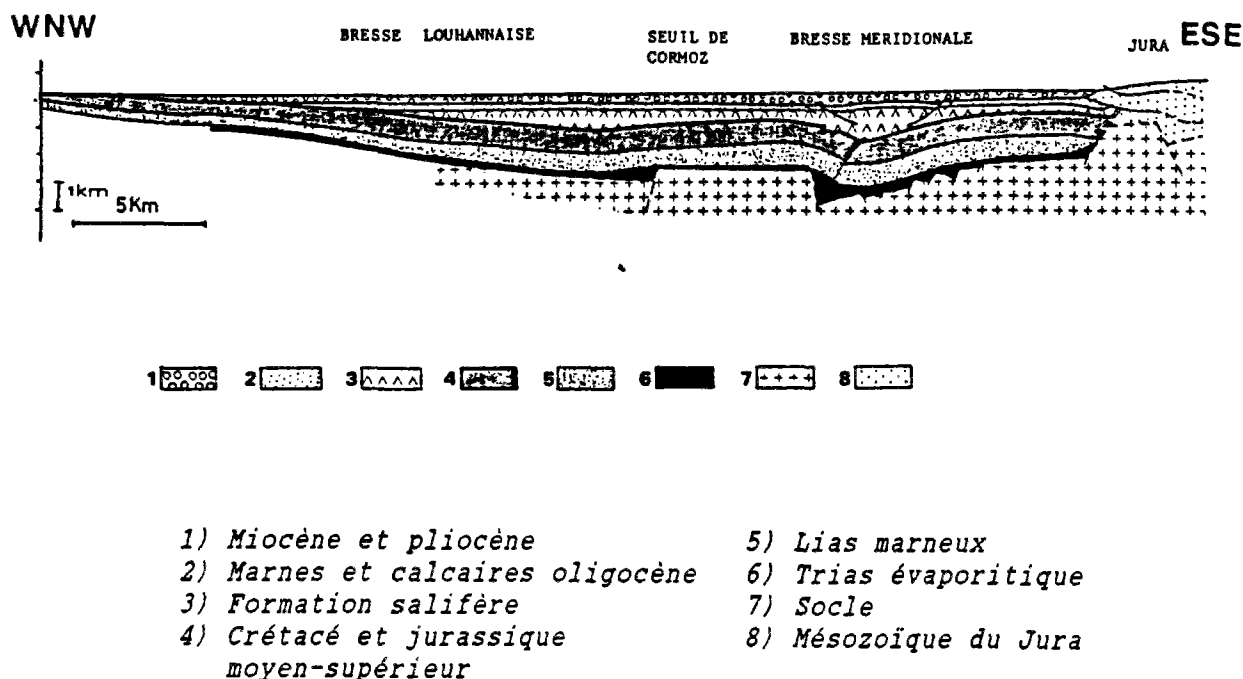 WNW
BRESSE LOUHANNAISE
SEUIL DE
CORMOZ
BRESSE MERIDIONALE
JURA
ESE
1km
5Km
1
2
3
4
5
6
7
8
1) Miocène et pliocène
2) Marnes et calcaires oligocène
3) Formation salifère
4) Crétacé et jurassique
moyen-supérieur
5) Lias marneux
6) Trias évaporitique
7) Socle
8) Mésozoïque du Jura